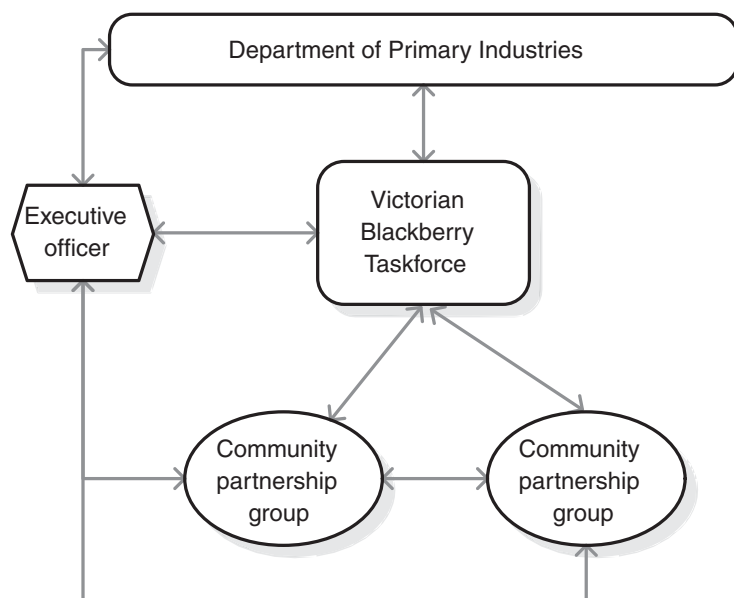 Department of Primary Industries
Executive
officer
Victorian
Blackberry
Taskforce
Community
partnership
group
Community
partnership
group